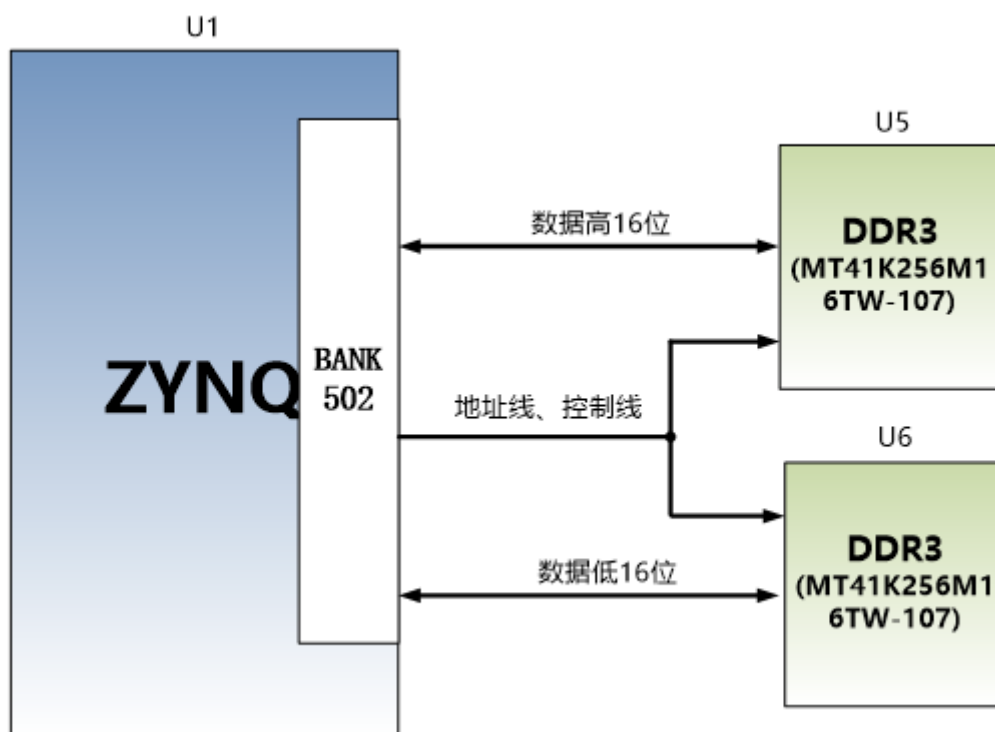 U1
U5
数据高16位
DDR3
(MT41K256M1
6TW-107)
ZYNQ
BANK
502
地址线、控制线
U6
数据低16位
DDR3
(MT41K256M1
6TW-107)